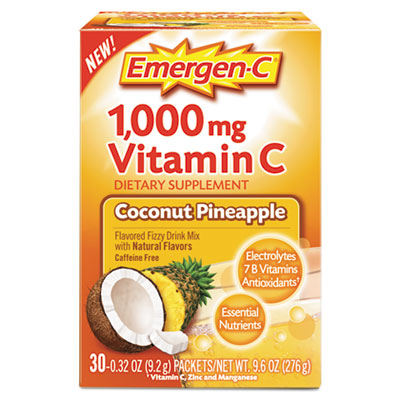 NEW!
Emergen-C®
1,000 mg
Vitamin C
DIETARY SUPPLEMENT
Coconut Pineapple
Flavored Fizzy Drink Mix
with Natural Flavors
Caffeine Free
Electrolytes
7 B Vitamins
Antioxidants†
Essential
Nutrients
30-0.32 OZ (9.2 g) PACKETS/NET WT. 9.6 OZ (276 g)
†Vitamin C, Zinc and Manganese